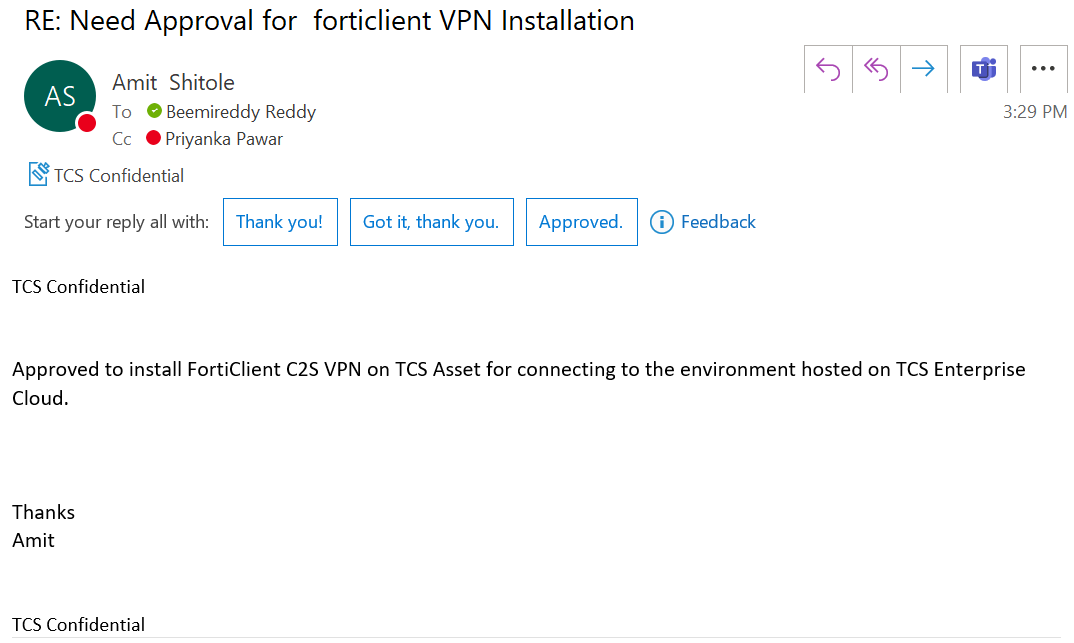 RE: Need Approval for  forticlient VPN Installation
AS
Amit  Shitole
To Beemireddy Reddy
3:29 PM
Cc Priyanka Pawar
TCS Confidential
Start your reply all with: Thank you! Got it, thank you. Approved. Feedback
TCS Confidential
Approved to install FortiClient C2S VPN on TCS Asset for connecting to the environment hosted on TCS Enterprise
Cloud.
Thanks
Amit
TCS Confidential